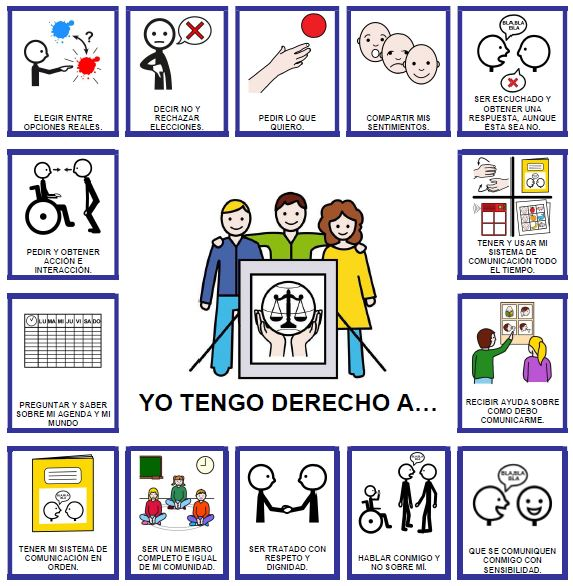 ELEGIR ENTRE
OPCIONES REALES.
DECIR NO Y
RECHAZAR
ELECCIONES.
PEDIR LO QUE
QUIERO.
COMPARTIR MIS
SENTIMIENTOS.
BLA,BLA
BLA
SER ESCUCHADO Y
OBTENER UNA
RESPUESTA, AUNQUE
ÉSTA SEA NO.
?
PEDIR Y OBTENER
ACCIÓN E
INTERACCIÓN.
TENER Y USAR MI
SISTEMA DE
COMUNICACIÓN TODO
EL TIEMPO.
LU MA MI JU VI SA DO
PREGUNTAR Y SABER
SOBRE MI AGENDA Y MI
MUNDO
YO TENGO DERECHO A...
RECIBIR AYUDA SOBRE
COMO DEBO
COMUNICARME.
BLA,BLA
BLA
TENER MI SISTEMA DE
COMUNICACIÓN EN
ORDEN.
SER UN MIEMBRO
COMPLETO E IGUAL
DE MI COMUNIDAD.
SER TRATADO CON
RESPETO Y
DIGNIDAD.
BLA,BLA
BLA
HABLAR CONMIGO Y
NO SOBRE MÍ.
BLA,BLA
BLA
QUE SE COMUNIQUEN
CONMIGO CON
SENSIBILIDAD.